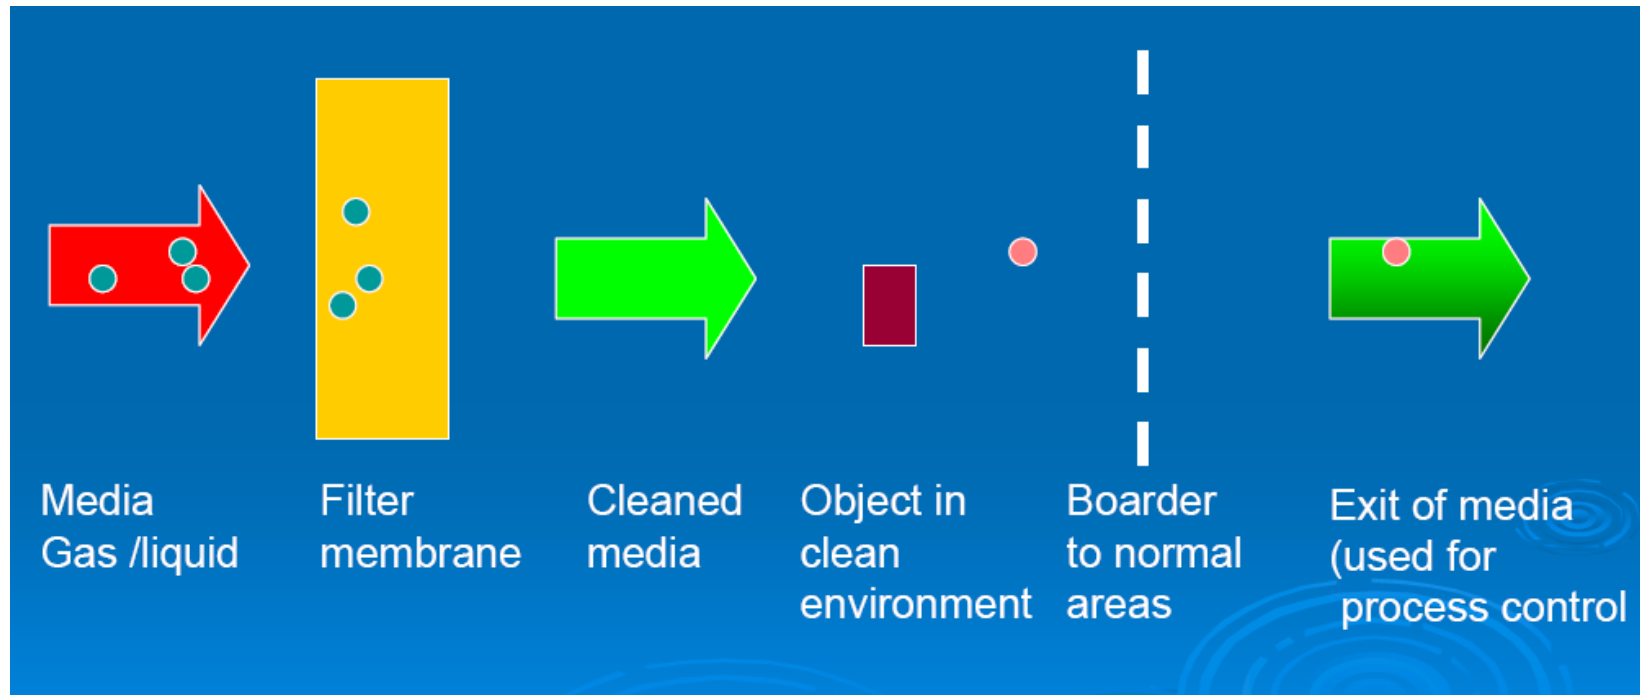 Media
Gas /liquid
Filter
membrane
Cleaned
media
Object in
clean
environment
Boarder
to normal
areas
Exit of media
(used for
process control